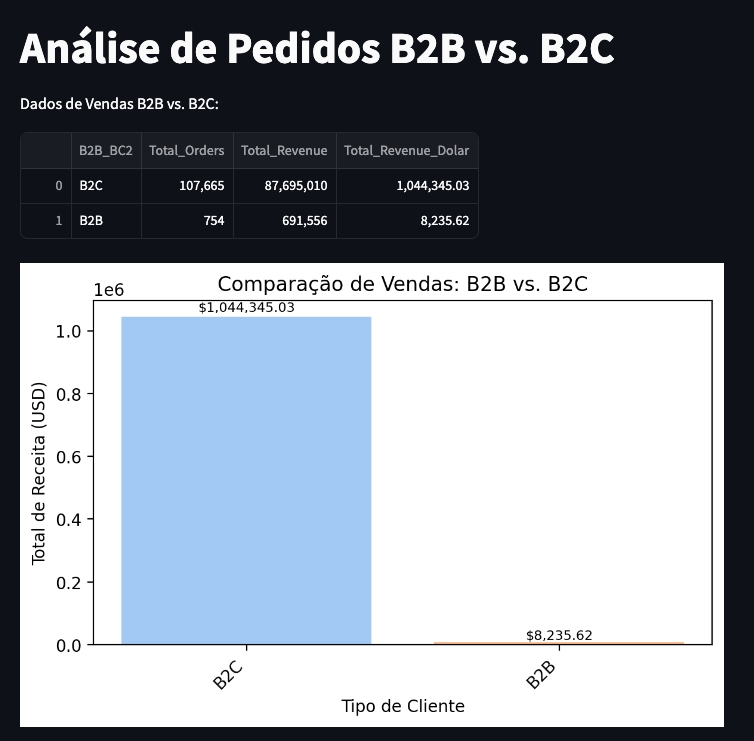 Análise de Pedidos B2B vs. B2C
Dados de Vendas B2B vs. B2C:
B2B_BC2 Total_Orders Total_Revenue Total_Revenue_Dolar
0 B2C 107,665 87,695,010 1,044,345.03
1 B2B 754 691,556 8,235.62
1e6 Comparação de Vendas: B2B vs. B2C
$1,044,345.03
1.0
0.8
0.6
0.4
0.2
0.0
Total de Receita (USD)
$8,235.62
B2C B2B
Tipo de Cliente